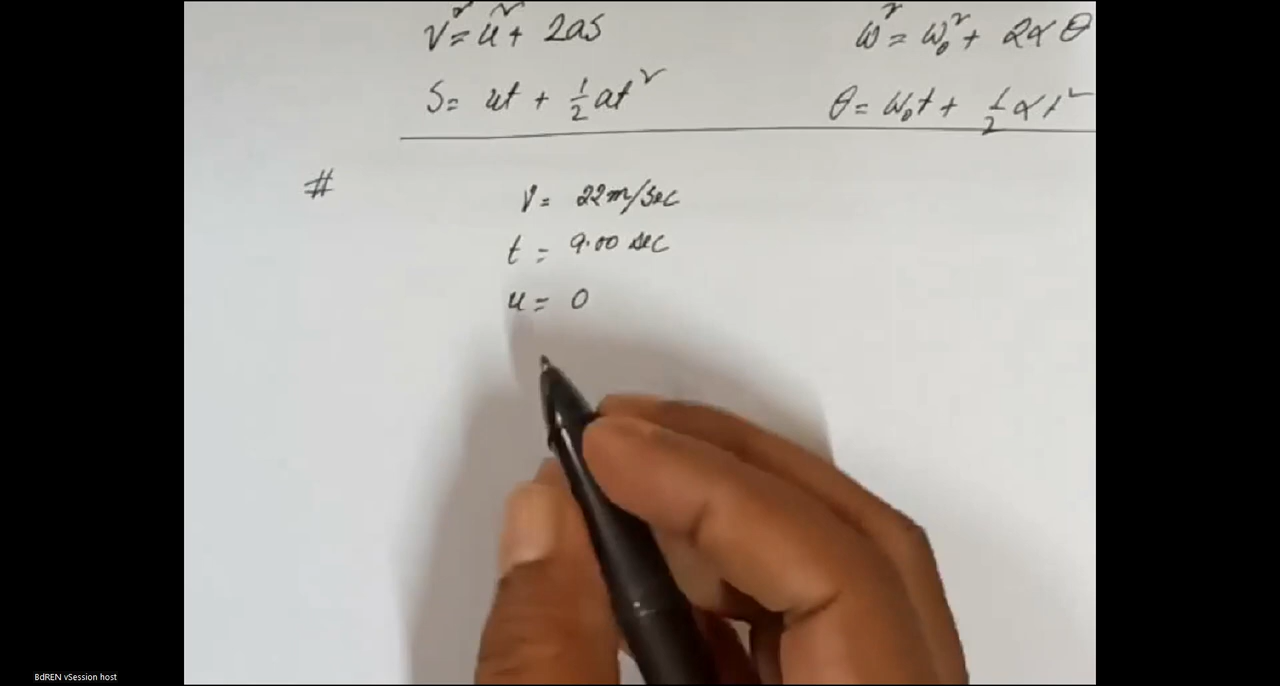 v² = u² + 2as
ω² = ω₀² + 2αθ
S = ut + ½at²
θ = ω₀t + ½αt²
#
V = 22 m/sec
t = 9.00 sec
u = 0
BdREN vSession host